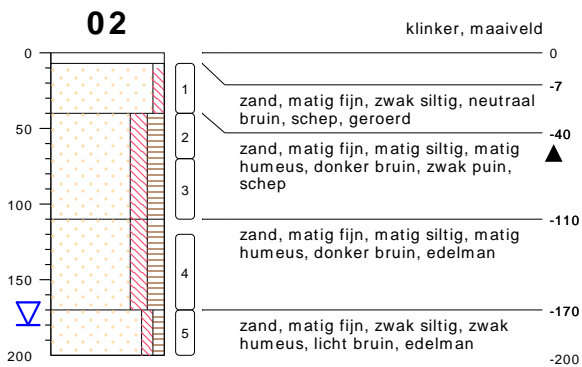 02
klinker, maaiveld
0
0
-7
1
zand, matig fijn, zwak siltig, neutraal
bruin, schep, geroerd
-40
50
2
zand, matig fijn, matig siltig, matig
humeus, donker bruin, zwak puin,
schep
3
100
-110
zand, matig fijn, matig siltig, matig
humeus, donker bruin, edelman
4
150
-170
zand, matig fijn, zwak siltig, zwak
humeus, licht bruin, edelman
5
200
-200